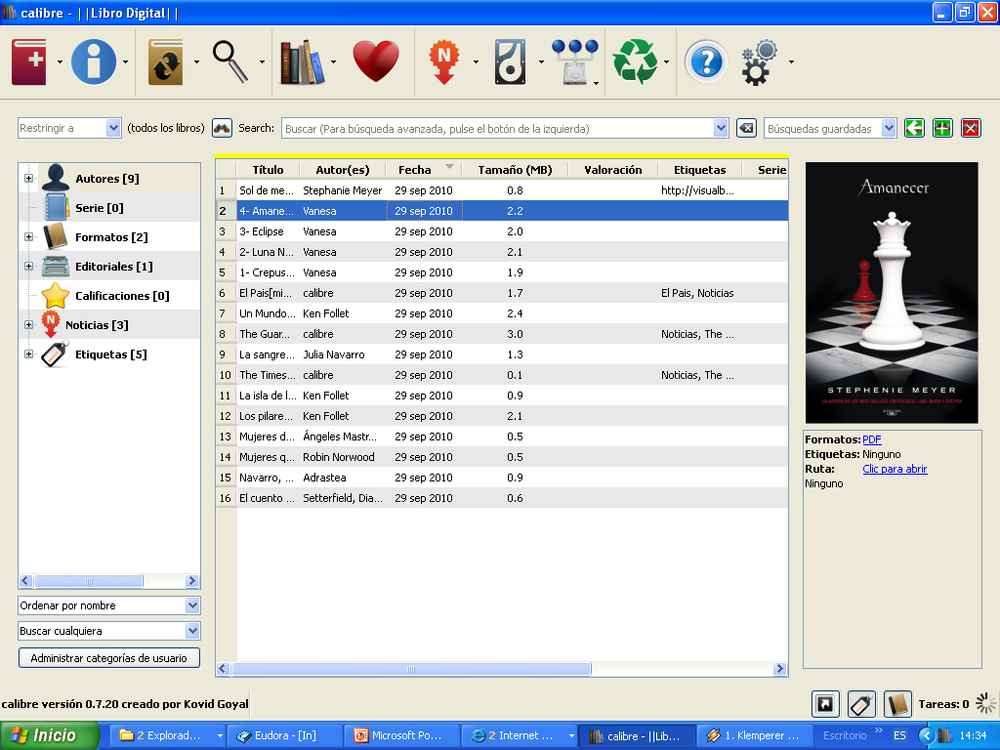 calibre - ||Libro Digital||
Restringir a (todos los libros) Search: Buscar (Para búsqueda avanzada, pulse el botón de la izquierda) Búsquedas guardadas
Autores [9]
Serie [0]
Formatos [2]
Editoriales [1]
Calificaciones [0]
Noticias [3]
Etiquetas [5]
Ordenar por nombre
Buscar cualquiera
Administrar categorías de usuario
Título Autor(es) Fecha Tamaño (MB) Valoración Etiquetas Serie
1 Sol de me... Stephanie Meyer 29 sep 2010 0.8 http://visualb...
2 4- Amane... Vanesa 29 sep 2010 2.2
3 3- Eclipse Vanesa 29 sep 2010 2.0
4 2- Luna N... Vanesa 29 sep 2010 2.1
5 1- Crepus... Vanesa 29 sep 2010 1.9
6 El Pais[mi... calibre 29 sep 2010 1.7 El Pais, Noticias
7 Un Mundo... Ken Follet 29 sep 2010 2.4
8 The Guar... calibre 29 sep 2010 3.0 Noticias, The ...
9 La sangre... Julia Navarro 29 sep 2010 1.3
10 The Times... calibre 29 sep 2010 0.1 Noticias, The ...
11 La isla de l... Ken Follet 29 sep 2010 0.9
12 Los pilare... Ken Follet 29 sep 2010 2.1
13 Mujeres d... Ángeles Mastr... 29 sep 2010 0.5
14 Mujeres q... Robin Norwood 29 sep 2010 0.5
15 Navarro, ... Adrastea 29 sep 2010 0.9
16 El cuento ... Setterfield, Dia... 29 sep 2010 0.6
Amanecer
STEPHENIE MEYER
LA AUTORA DE LOS BEST-SELLERS CREPÚSCULO, LUNA NUEVA Y ECLIPSE
Formatos: PDF
Etiquetas: Ninguno
Ruta: Clic para abrir
Ninguno
calibre versión 0.7.20 creado por Kovid Goyal
Tareas: 0
Inicio 2 Explorad... Eudora - [In] Microsoft Po... 2 Internet ... calibre - ||Lib... 1. Klemperer ... Escritorio » ES 14:34